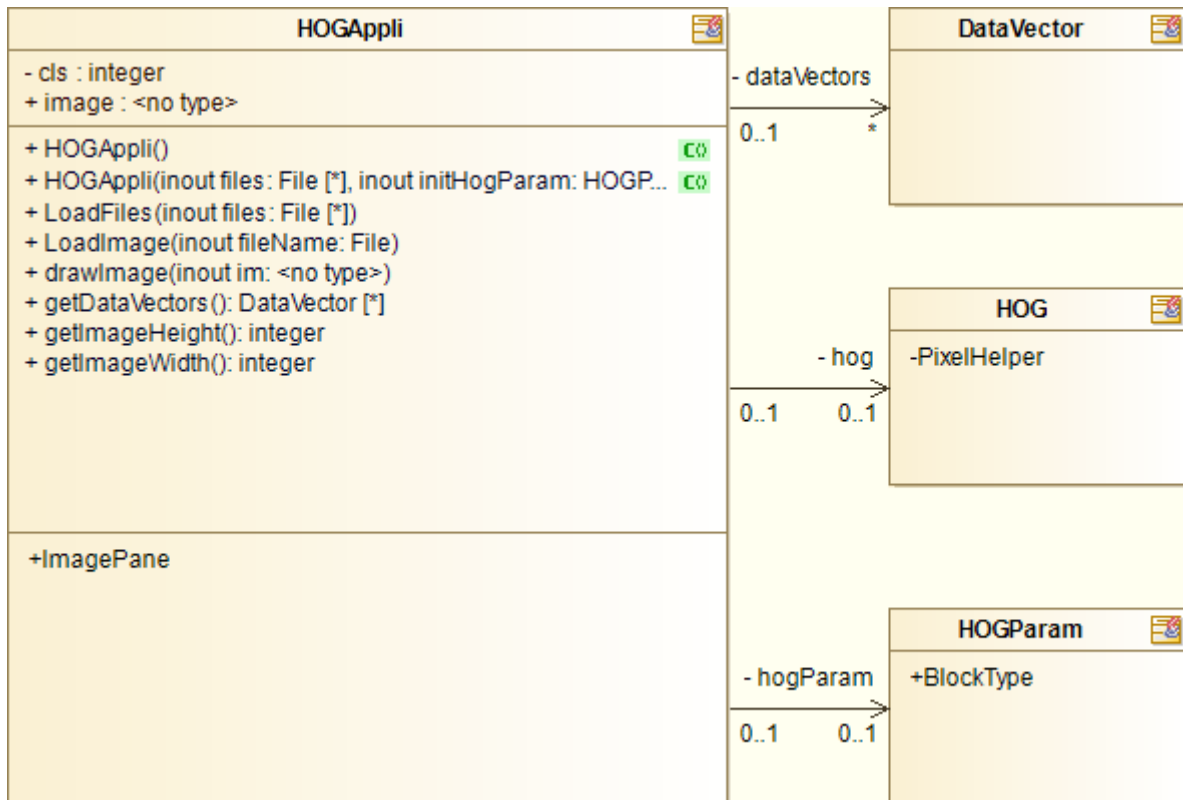 HOGAppli
- cls : integer
+ image : <no type>
+ HOGAppli()
+ HOGAppli(inout files: File [*], inout initHogParam: HOGP...
+ LoadFiles(inout files: File [*])
+ LoadImage(inout fileName: File)
+ drawImage(inout im: <no type>)
+ getDataVectors(): DataVector [*]
+ getImageHeight(): integer
+ getImageWidth(): integer
+ImagePane
- dataVectors
0..1 *
DataVector
- hog
0..1 0..1
HOG
-PixelHelper
- hogParam
0..1 0..1
HOGParam
+BlockType